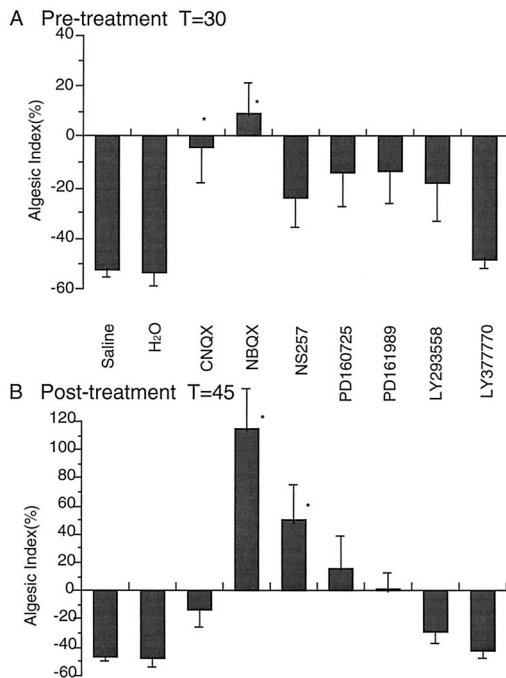 A Pre-treatment T=30
Algesic Index(%)
40
20
0
-20
-40
-60
*
*
Saline
H₂O
CNQX
NBQX
NS257
PD160725
PD161989
LY293558
LY377770
B Post-treatment T=45
Algesic Index(%)
120
100
80
60
40
20
0
-20
-40
-60
*
*